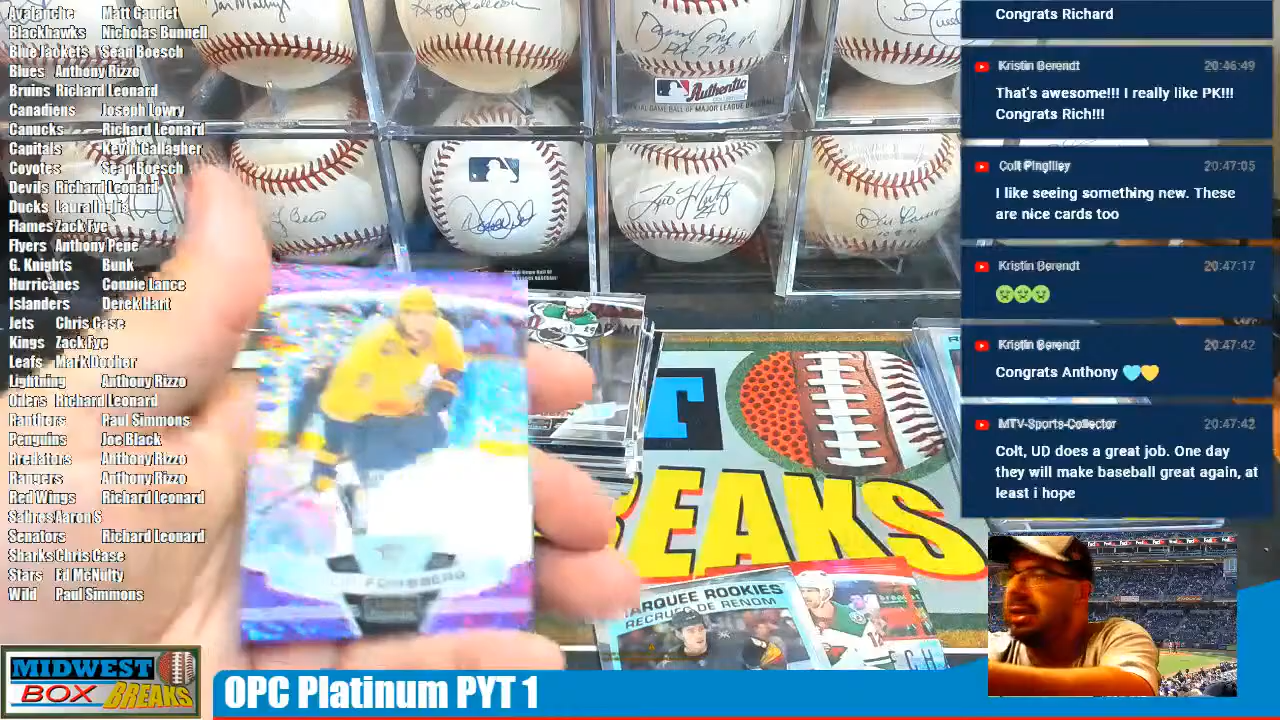 Avalanche Matt Gaudet
Blackhawks Nicholas Bunnell
Blue Jackets Sean Boesch
Blues Anthony Rizzo
Bruins Richard Leonard
Canadiens Joseph Lowry
Canucks Richard Leonard
Capitals Kevin Gallagher
Coyotes Sean Boesch
Devils Richard Leonard
Ducks
Flames Zack Fye
Flyers Anthony Pene
G. Knights Bunk
Hurricanes Connie Lance
Islanders Derek Hart
Jets Chris Case
Kings Zack Fye
Leafs Mark Docher
Lightning Anthony Rizzo
Oilers Richard Leonard
Panthers Paul Simmons
Penguins Joe Black
Predators Anthony Rizzo
Rangers Anthony Rizzo
Red Wings Richard Leonard
Sabres Aaron S
Senators Richard Leonard
Sharks Chris Case
Stars Ed McNulty
Wild Paul Simmons
Authentic
FORSBERG
BREAKS
MARQUEE ROOKIES
RECRUES DE RENOM
Congrats Richard
Kristin Berendt 20:46:49
That's awesome!!! I really like PK!!!
Congrats Rich!!!
Colt Pingilley 20:47:05
I like seeing something new. These
are nice cards too
Kristin Berendt 20:47:17
Kristin Berendt 20:47:42
Congrats Anthony
MTV-Sports-Collector 20:47:42
Colt, UD does a great job. One day
they will make baseball great again, at
least i hope
MIDWEST
BOX BREAKS
OPC Platinum PYT 1